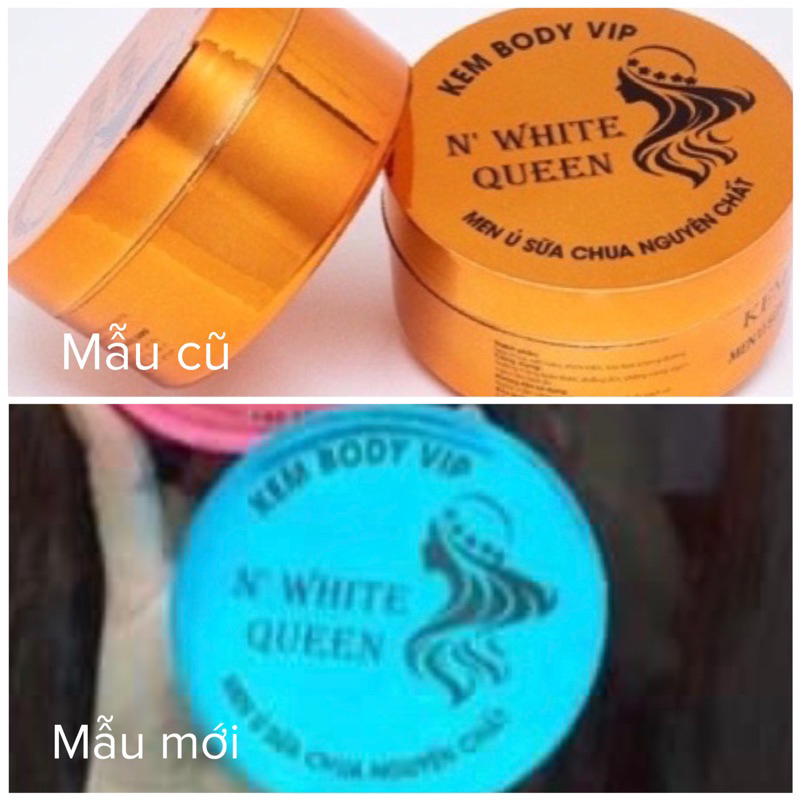 KEM BODY VIP
N' WHITE
QUEEN
MEN Ủ SỮA CHUA NGUYÊN CHẤT
Mẫu cũ
KEM BODY VIP
N' WHITE
QUEEN
MEN Ủ SỮA CHUA NGUYÊN CHẤT
Mẫu mới